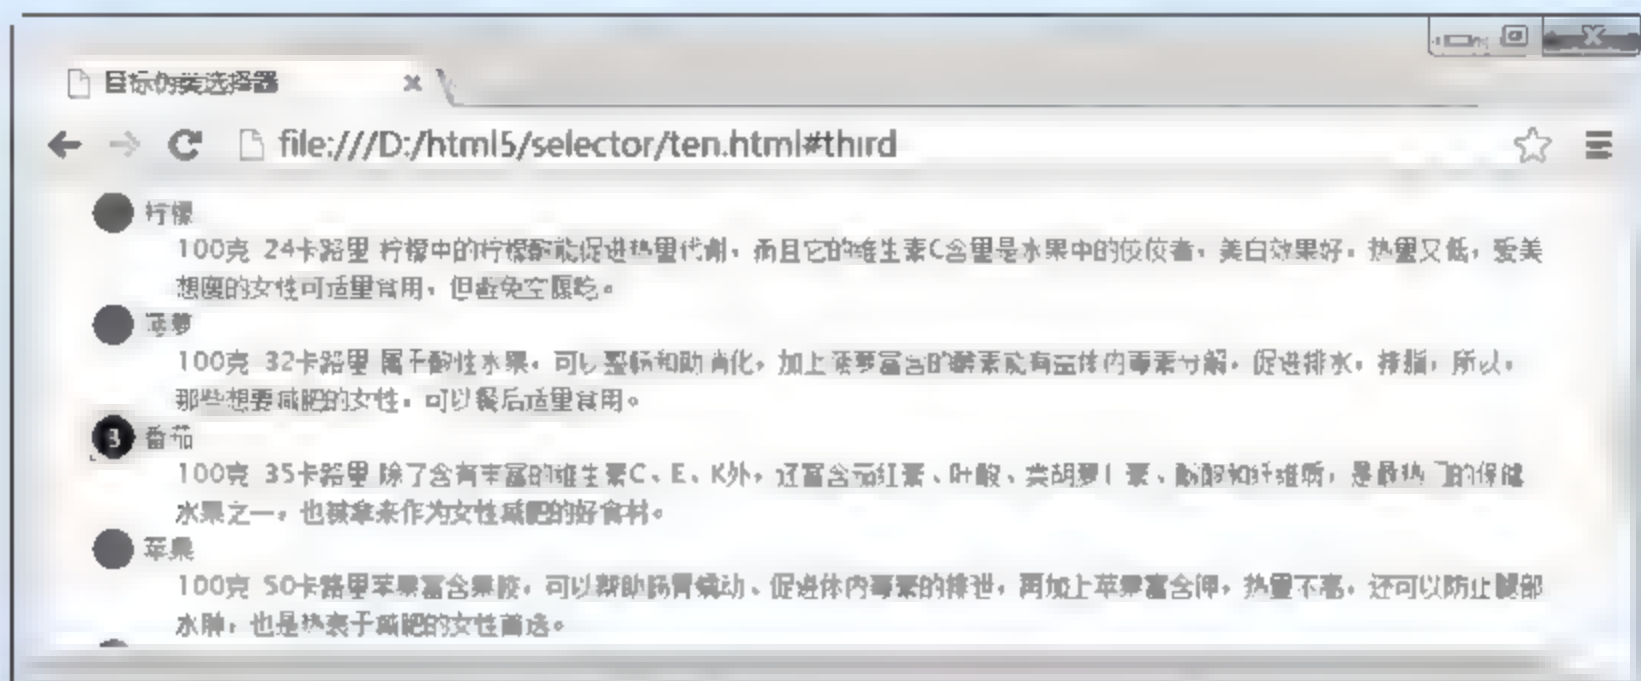 目标伪类选择器
file:///D:/html5/selector/ten.html#third
柠檬
100克 24卡路里 柠檬中的柠檬酸能促进热量代谢，而且它的维生素C含量是水果中的佼佼者，美白效果好，热量又低，爱美
想瘦的女性可适量食用，但避免空腹吃。
菠萝
100克 32卡路里 属于酸性水果，可以整肠和助消化，加上菠萝富含的酵素能有益体内毒素分解，促进排水，排脂，所以，
那些想要减肥的女性，可以餐后适量食用。
3 番茄
100克 35卡路里 除了含有丰富的维生素C、E、K外，还富含茄红素、叶酸、类胡萝卜素、和纤维质，是最热门的保健
水果之一，也被拿来作为女性减肥的好食材。
苹果
100克 50卡路里苹果富含果胶，可以帮助肠胃蠕动、促进体内毒素的排泄，再加上苹果富含钾，热量不高，还可以防止腿部
水肿，也是热衷于减肥的女性首选。